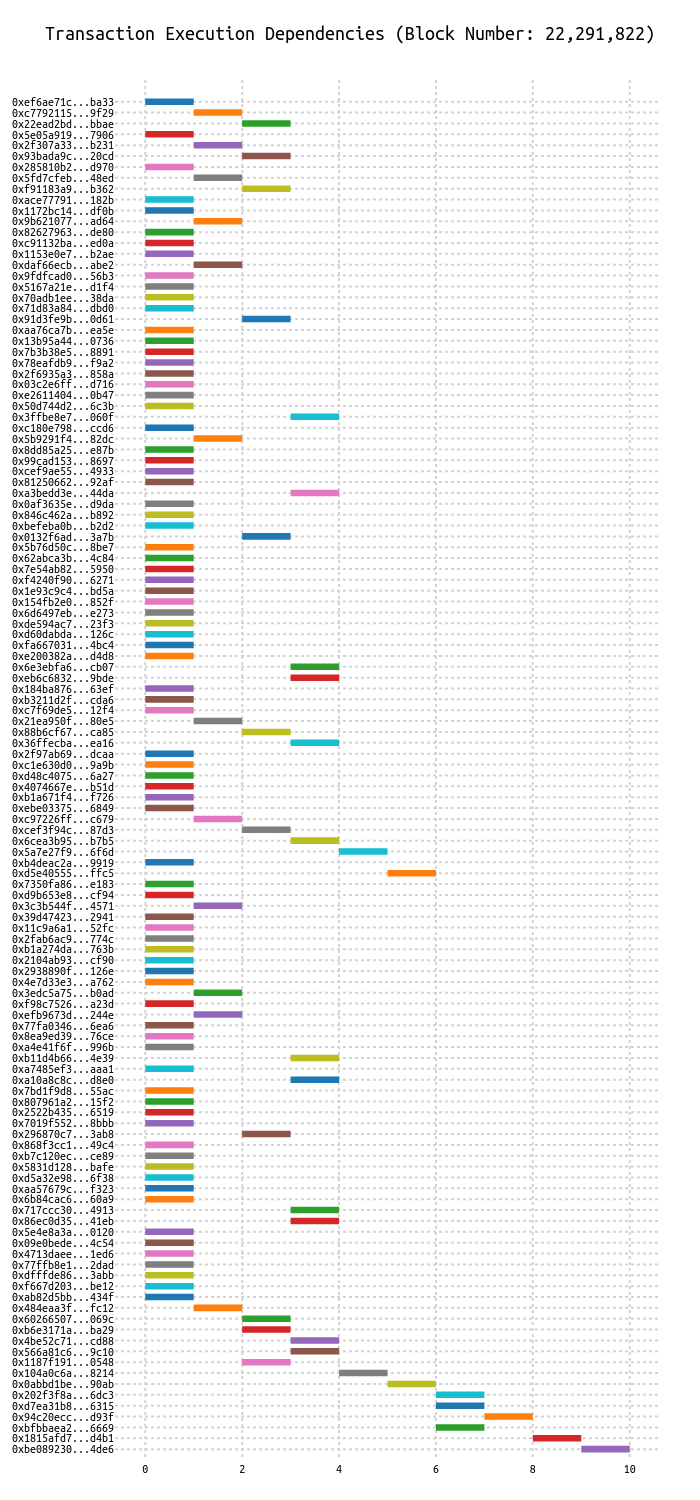 Transaction Execution Dependencies (Block Number: 22,291,822)
0xef6ae71c...ba33
0xc7792115...9f29
0x22ead2bd...bbae
0x5e05a919...7906
0x2f307a33...b231
0x93bada9c...20cd
0x285810b2...d970
0x5fd7cfeb...48ed
0xf91183a9...b362
0xace77791...182b
0x1172bc14...df0b
0x9b621077...ad64
0x82627963...de80
0xc91132ba...ed0a
0x1153e0e7...b2ae
0xdaf66ecb...abe2
0x9fdfcad0...56b3
0x5167a21e...d1f4
0x70adb1ee...38da
0x71d83a84...dbd0
0x91d3fe9b...0d61
0xaa76ca7b...ea5e
0x13b95a44...0736
0x7b3b38e5...8891
0x78eafdb9...f9a2
0x2f6935a3...858a
0x03c2e6ff...d716
0xe2611404...0b47
0x50d744d2...6c3b
0x3ffbe8e7...060f
0xc180e798...ccd6
0x5b9291f4...82dc
0x8dd85a25...e87b
0x99cad153...8697
0xcef9ae55...4933
0x81250662...92af
0xa3bedd3e...44da
0x0af3635e...d9da
0x846c462a...b892
0xbefeba0b...b2d2
0x0132f6ad...3a7b
0x5b76d50c...8be7
0x62abca3b...4c84
0x7e54ab82...5950
0xf4240f90...6271
0x1e93c9c4...bd5a
0x154fb2e0...852f
0x6d6497eb...e273
0xde594ac7...23f3
0xd60dabda...126c
0xfa667031...4bc4
0xe200382a...d4d8
0x6e3ebfa6...cb07
0xeb6c6832...9bde
0x184ba876...63ef
0xb3211d2f...cda6
0xc7f69de5...12f4
0x21ea950f...80e5
0x88b6cf67...ca85
0x36ffecba...ea16
0x2f97ab69...dcaa
0xc1e630d0...9a9b
0xd48c4075...6a27
0x4074667e...b51d
0xb1a671f4...f726
0xebe03375...6849
0xc97226ff...c679
0xcef3f94c...87d3
0x6cea3b95...b7b5
0x5a7e27f9...6f6d
0xb4deac2a...9919
0xd5e40555...ffc5
0x7350fa86...e183
0xd9b653e8...cf94
0x3c3b544f...4571
0x39d47423...2941
0x11c9a6a1...52fc
0x2fab6ac9...774c
0xb1a274da...763b
0x2104ab93...cf90
0x2938890f...126e
0x4e7d33e3...a762
0x3edc5a75...b0ad
0xf98c7526...a23d
0xefb9673d...244e
0x77fa0346...6ea6
0x8ea9ed39...76ce
0xa4e41f6f...996b
0xb11d4b66...4e39
0xa7485ef3...aaa1
0xa10a8c8c...d8e0
0x7bd1f9d8...55ac
0x807961a2...15f2
0x2522b435...6519
0x7019f552...8bbb
0x296870c7...3ab8
0x868f3cc1...49c4
0xb7c120ec...ce89
0x5831d128...bafe
0xd5a32e98...6f38
0xaa57679c...f323
0x6b84cac6...60a9
0x717ccc30...4913
0x86ec0d35...41eb
0x5e4e8a3a...0120
0x09e0bede...4c54
0x4713daee...1ed6
0x77ffb8e1...2dad
0xdfffde86...3abb
0xf667d203...be12
0xab82d5bb...434f
0x484eaa3f...fc12
0x60266507...069c
0xb6e3171a...ba29
0x4be52c71...cd88
0x566a81c6...9c10
0x1187f191...0548
0x104a0c6a...8214
0x0abbd1be...90ab
0x202f3f8a...6dc3
0xd7ea31b8...6315
0x94c20ecc...d93f
0xbfbbaea2...6669
0x1815afd7...d4b1
0xbe089230...4de6
0 2 4 6 8 10